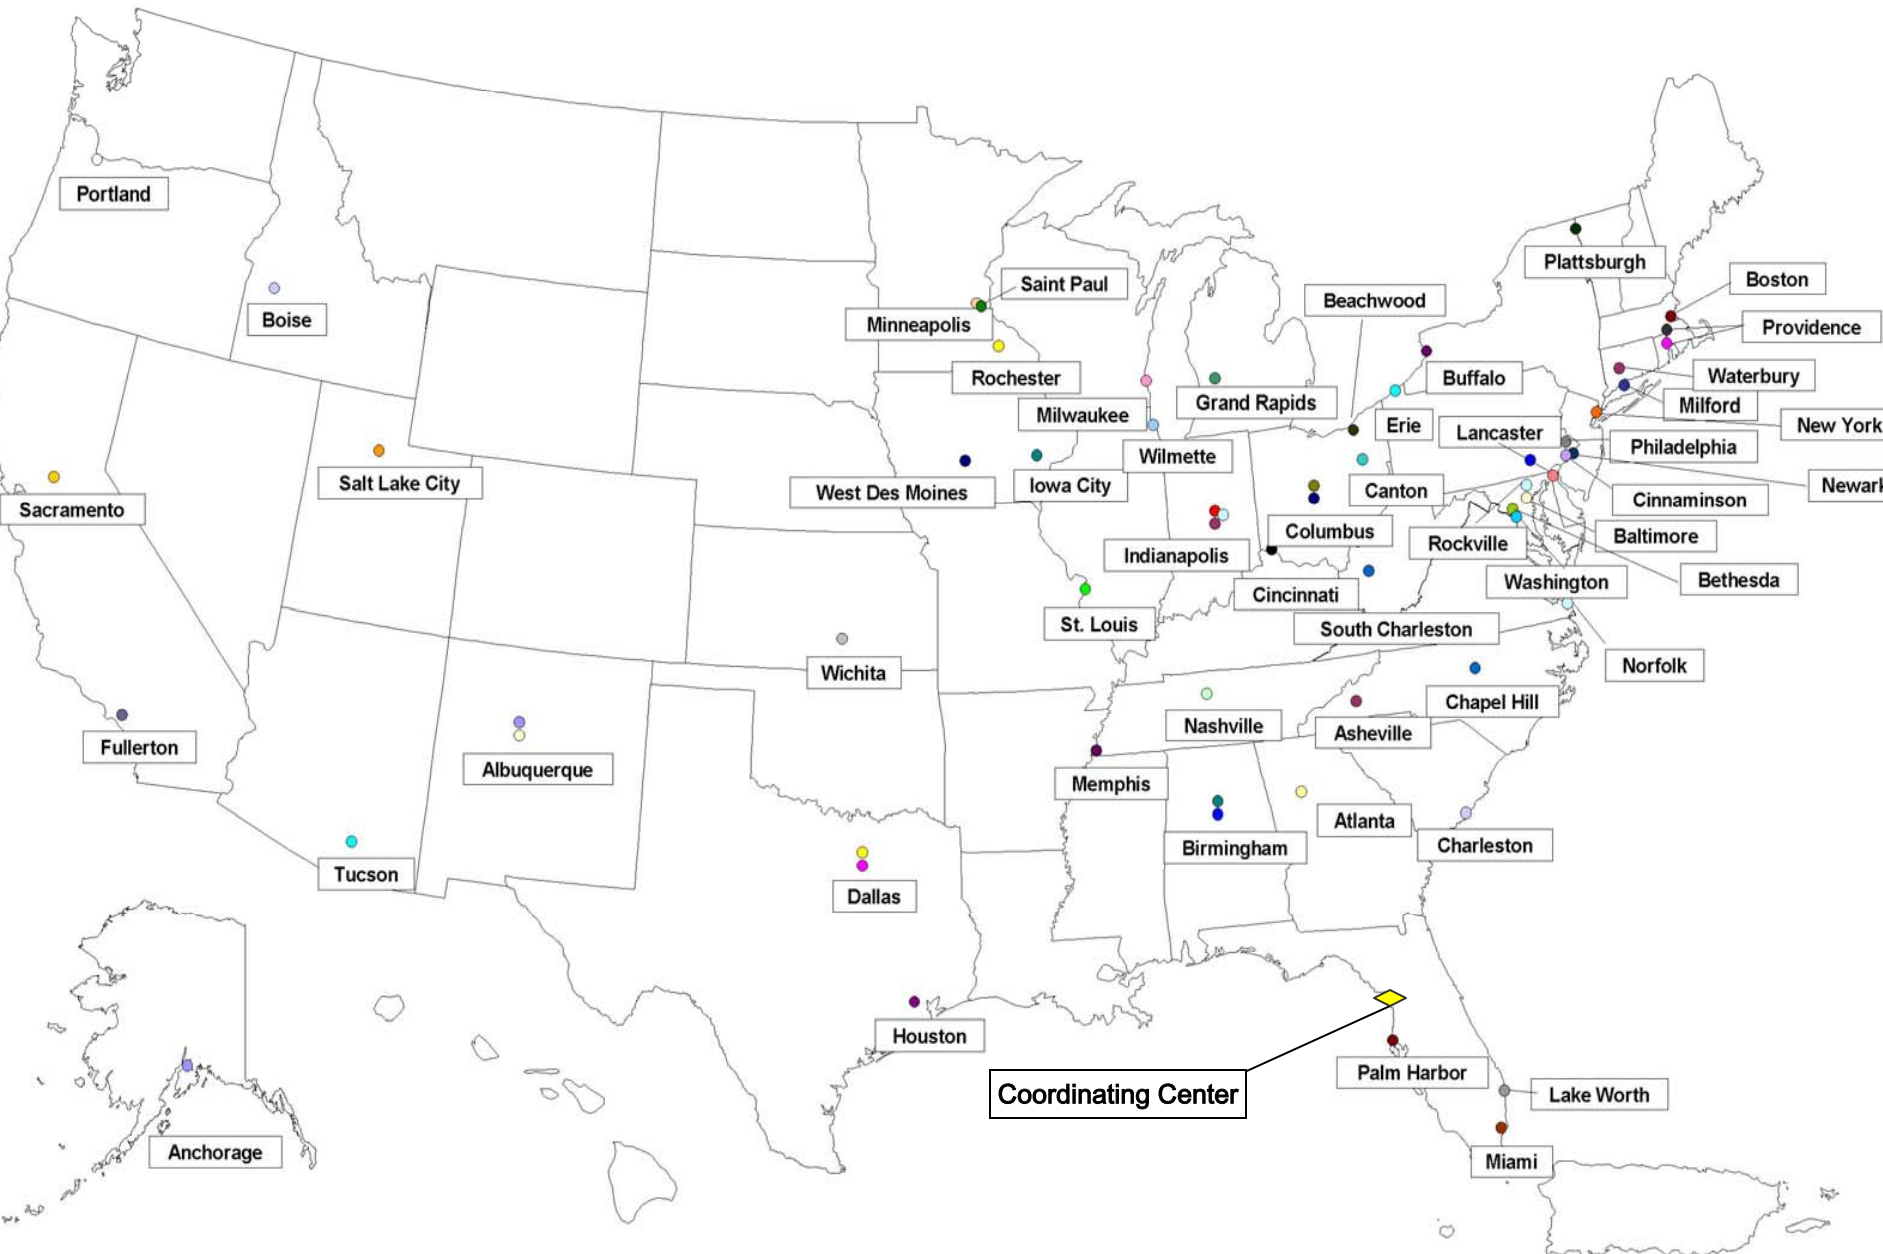 Portland
Plattsburgh
Boston
Saint Paul
Beachwood
Boise
Minneapolis
Providence
Rochester
Buffalo
Waterbury
Grand Rapids
Milford
Milwaukee
Erie
New York
Lancaster
Philadelphia
Wilmette
Salt Lake City
Iowa City
West Des Moines
Canton
Newark
Cinnaminson
Sacramento
Columbus
Baltimore
Rockville
Indianapolis
Washington
Bethesda
Cincinnati
St. Louis
South Charleston
Norfolk
Wichita
Chapel Hill
Nashville
Asheville
Fullerton
Albuquerque
Memphis
Atlanta
Birmingham
Charleston
Tucson
Dallas
Houston
Palm Harbor
Coordinating Center
Lake Worth
Anchorage
Miami